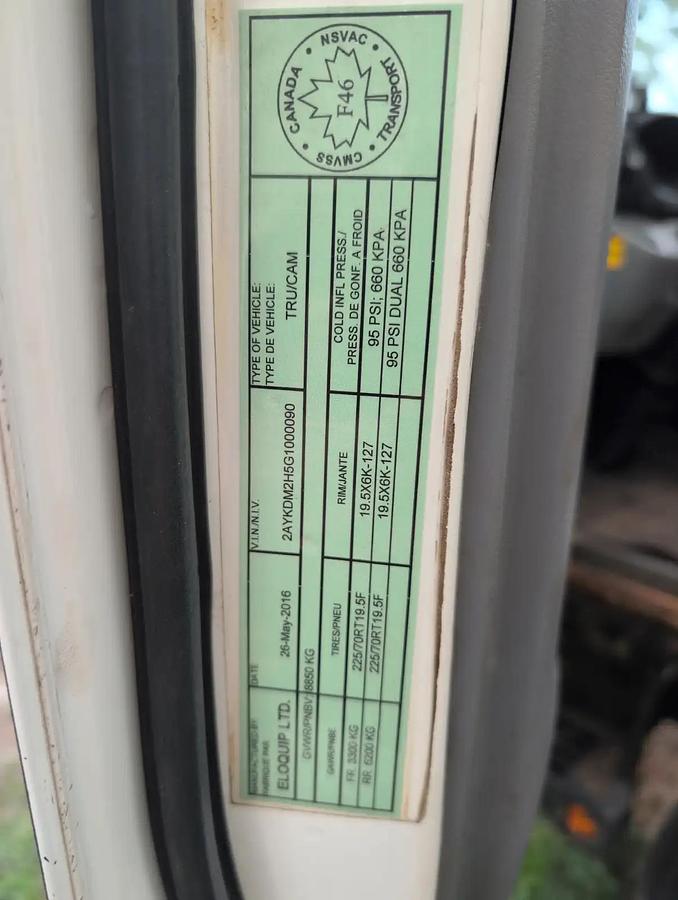 MANUFACTURED BY:
FABRIQUE PAR:
ELOQUIP LTD.
DATE
26-May-2016
V.I.N./N.I.V.
2AYKDM2H5G1000090
TYPE OF VEHICLE:
TYPE DE VEHICLE:
TRU/CAM
NSVAC
CANADA TRANSPORT
F46
CMVSS
GVWR/PNBV: 8850 KG
GAWR/PNBE
TIRES/PNEU
RIM/JANTE
COLD INFL PRESS./
PRESS. DE GONF. A FROID
FR. 3300 KG 225/70RT19.5F 19.5X6K-127 95 PSI; 660 KPA
RR. 6200 KG 225/70RT19.5F 19.5X6K-127 95 PSI DUAL 660 KPA